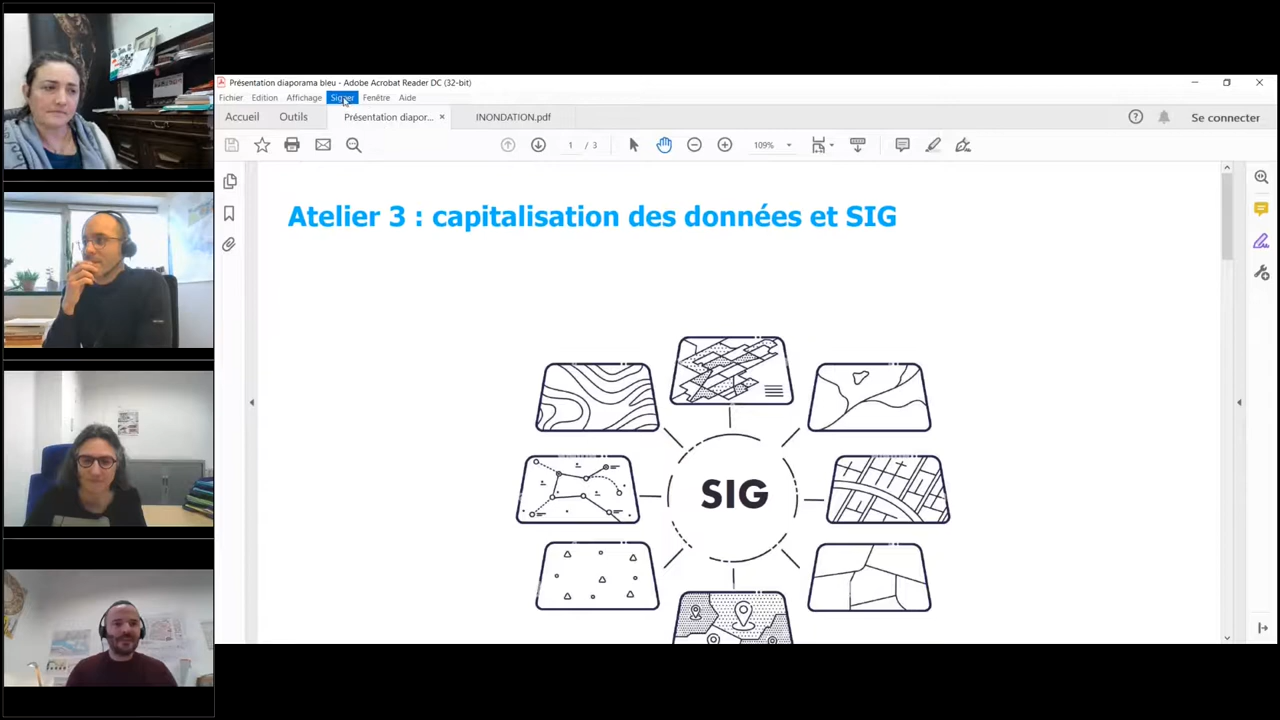 Présentation diaporama bleu - Adobe Acrobat Reader DC (32-bit)
Fichier Edition Affichage Signer Fenêtre Aide
Accueil Outils Présentation diapor... × INONDATION.pdf Se connecter
1 / 3 109%
Atelier 3 : capitalisation des données et SIG
SIG